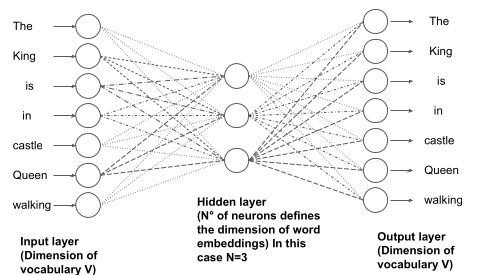 The
King
is
in
castle
Queen
walking
Input layer
(Dimension of
vocabulary V)
Hidden layer
(N° of neurons defines
the dimension of word
embeddings) In this
case N=3
The
King
is
in
castle
Queen
walking
Output layer
(Dimension of
vocabulary V)